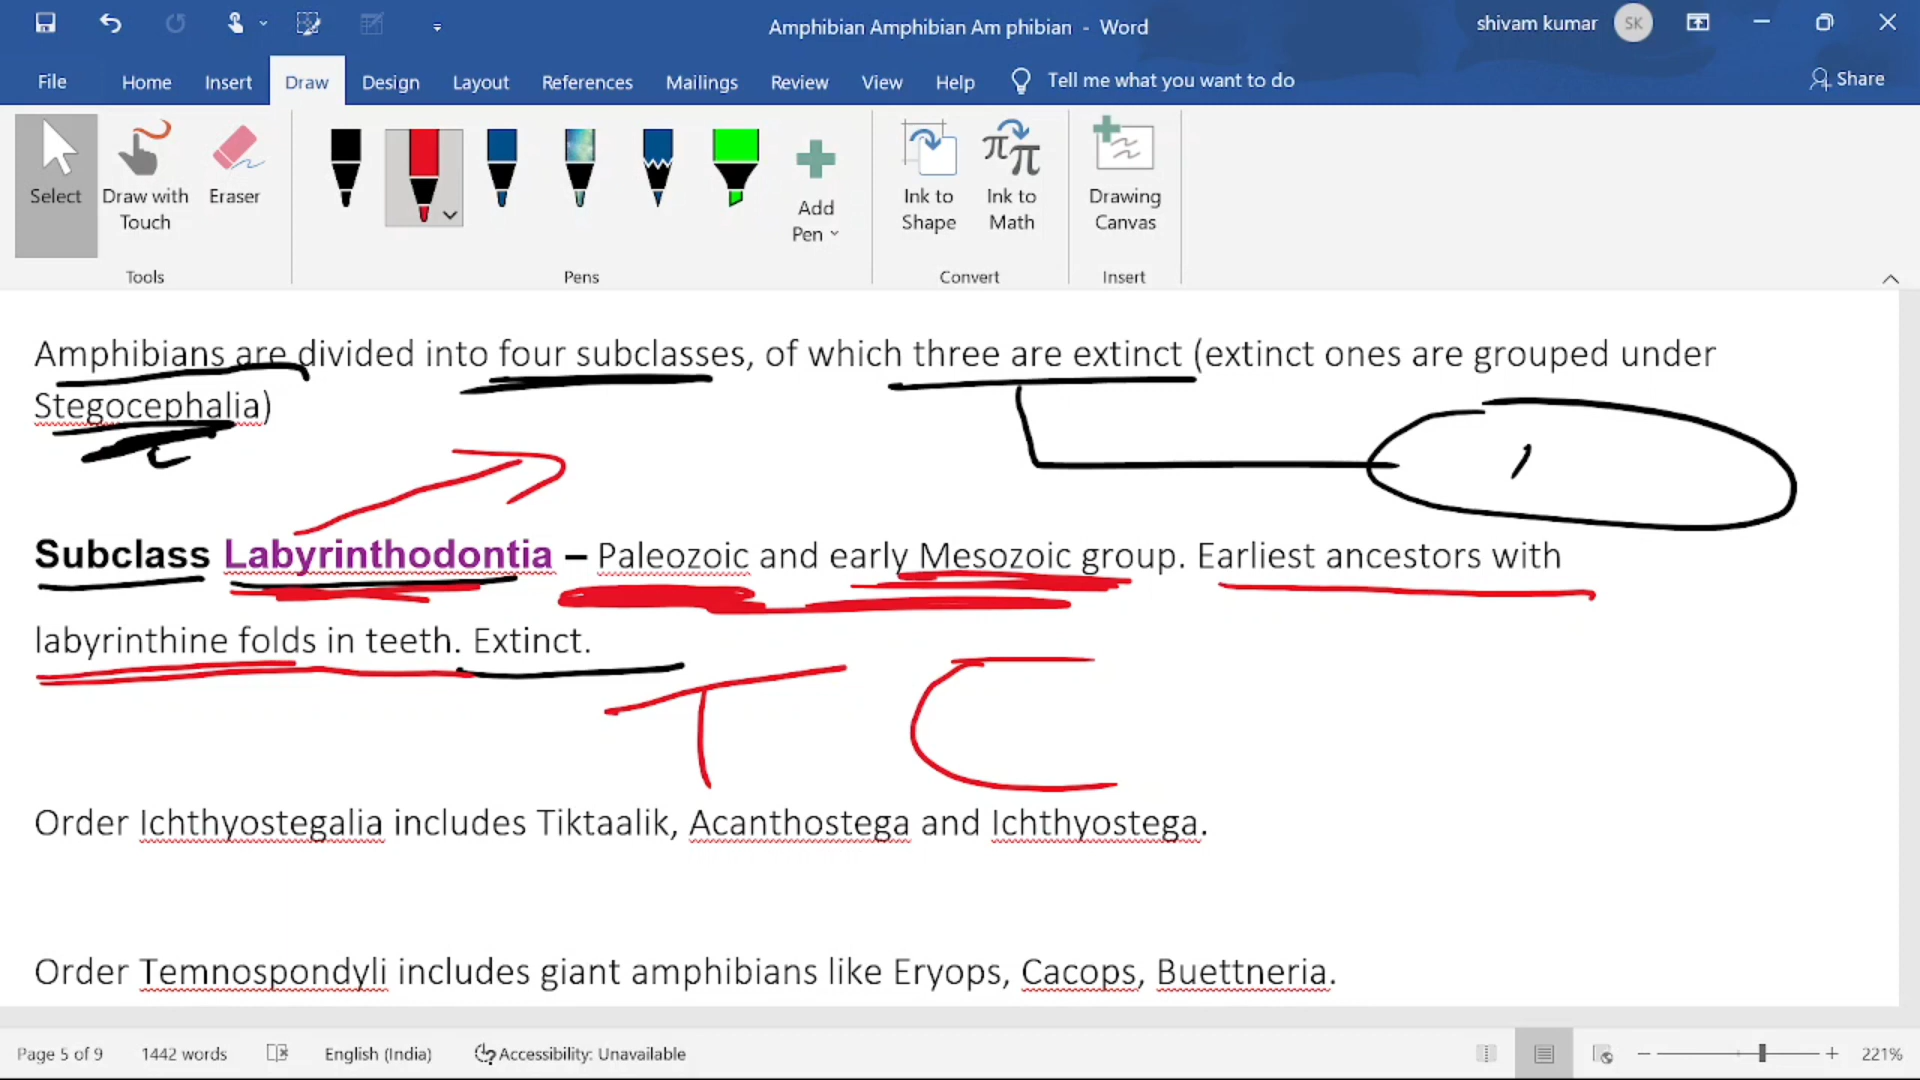 Amphibian Amphibian Am phibian - Word
shivam kumar
SK
File Home Insert Draw Design Layout References Mailings Review View Help Tell me what you want to do
Share
Select
Draw with Touch
Eraser
Add Pen
Ink to Shape
Ink to Math
Drawing Canvas
Tools
Pens
Convert
Insert
Amphibians are divided into four subclasses, of which three are extinct (extinct ones are grouped under
Stegocephalia)
Subclass Labyrinthodontia – Paleozoic and early Mesozoic group. Earliest ancestors with
labyrinthine folds in teeth. Extinct.
T C
Order Ichthyostegalia includes Tiktaalik, Acanthostega and Ichthyostega.
Order Temnospondyli includes giant amphibians like Eryops, Cacops, Buettneria.
Page 5 of 9 1442 words English (India) Accessibility: Unavailable 221%